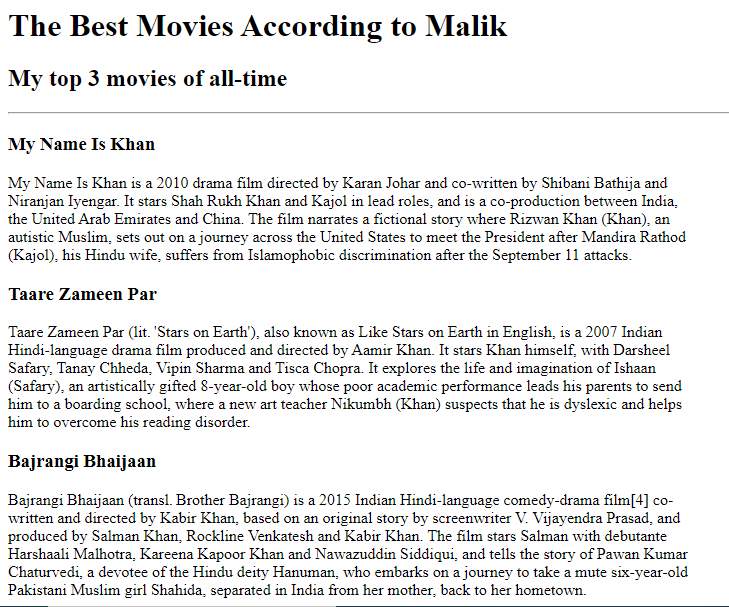 The Best Movies According to Malik
My top 3 movies of all-time
My Name Is Khan
My Name Is Khan is a 2010 drama film directed by Karan Johar and co-written by Shibani Bathija and
Niranjan Iyengar. It stars Shah Rukh Khan and Kajol in lead roles, and is a co-production between India,
the United Arab Emirates and China. The film narrates a fictional story where Rizwan Khan (Khan), an
autistic Muslim, sets out on a journey across the United States to meet the President after Mandira Rathod
(Kajol), his Hindu wife, suffers from Islamophobic discrimination after the September 11 attacks.
Taare Zameen Par
Taare Zameen Par (lit. 'Stars on Earth'), also known as Like Stars on Earth in English, is a 2007 Indian
Hindi-language drama film produced and directed by Aamir Khan. It stars Khan himself, with Darsheel
Safary, Tanay Chheda, Vipin Sharma and Tisca Chopra. It explores the life and imagination of Ishaan
(Safary), an artistically gifted 8-year-old boy whose poor academic performance leads his parents to send
him to a boarding school, where a new art teacher Nikumbh (Khan) suspects that he is dyslexic and helps
him to overcome his reading disorder.
Bajrangi Bhaijaan
Bajrangi Bhaijaan (transl. Brother Bajrangi) is a 2015 Indian Hindi-language comedy-drama film[4] co-
written and directed by Kabir Khan, based on an original story by screenwriter V. Vijayendra Prasad, and
produced by Salman Khan, Rockline Venkatesh and Kabir Khan. The film stars Salman with debutante
Harshaali Malhotra, Kareena Kapoor Khan and Nawazuddin Siddiqui, and tells the story of Pawan Kumar
Chaturvedi, a devotee of the Hindu deity Hanuman, who embarks on a journey to take a mute six-year-old
Pakistani Muslim girl Shahida, separated in India from her mother, back to her hometown.